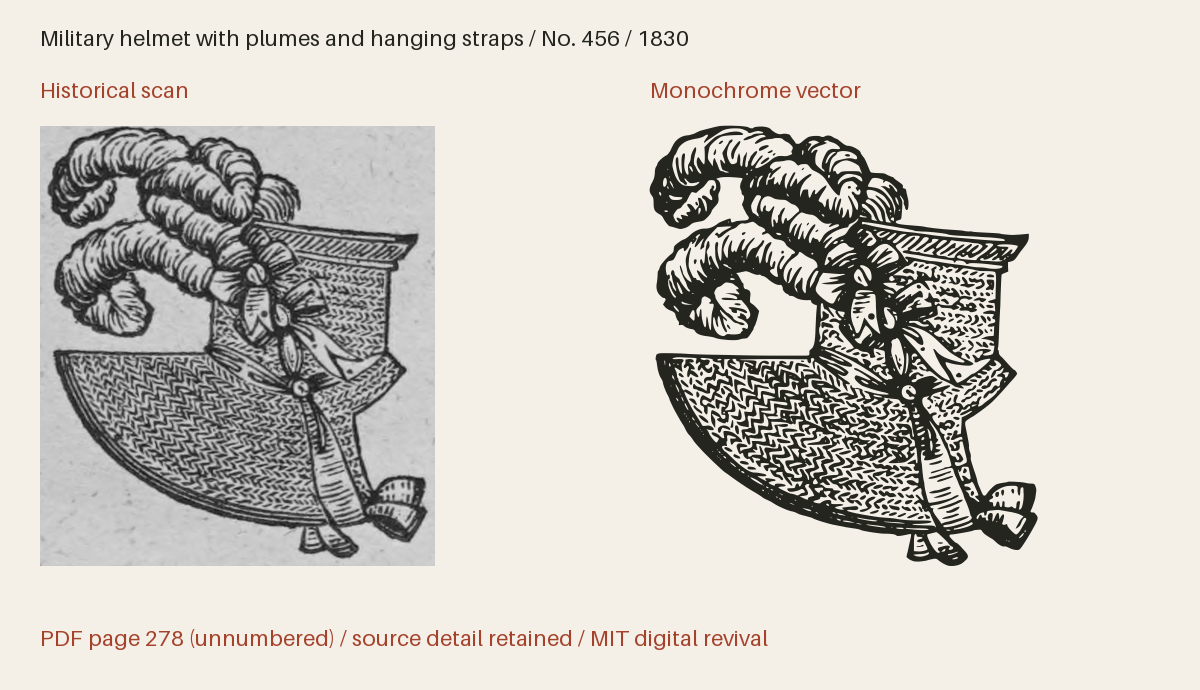 Military helmet with plumes and hanging straps / No. 456 / 1830
Historical scan
Monochrome vector
PDF page 278 (unnumbered) / source detail retained / MIT digital revival